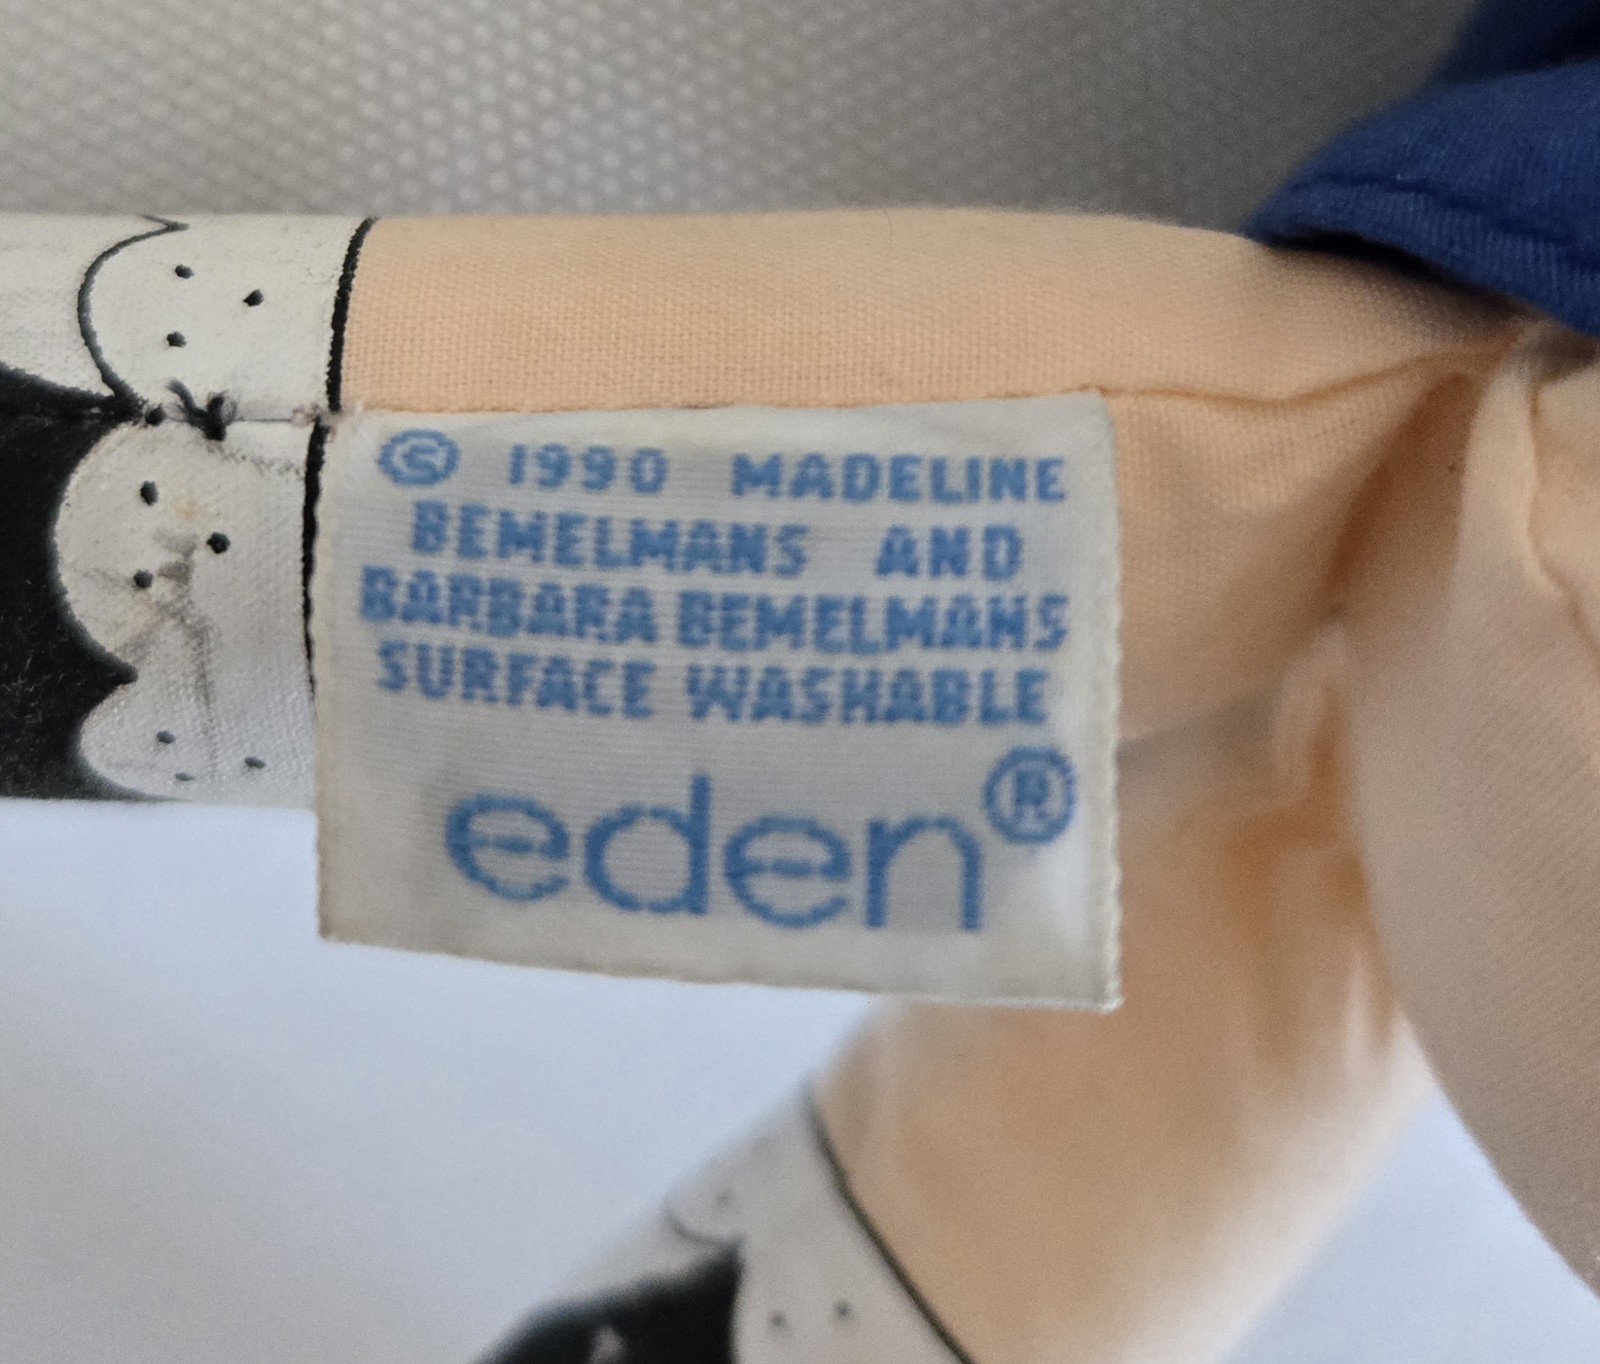 © 1990 MADELINE
BEMELMANS AND
BARBARA BEMELMANS
SURFACE WASHABLE
eden®